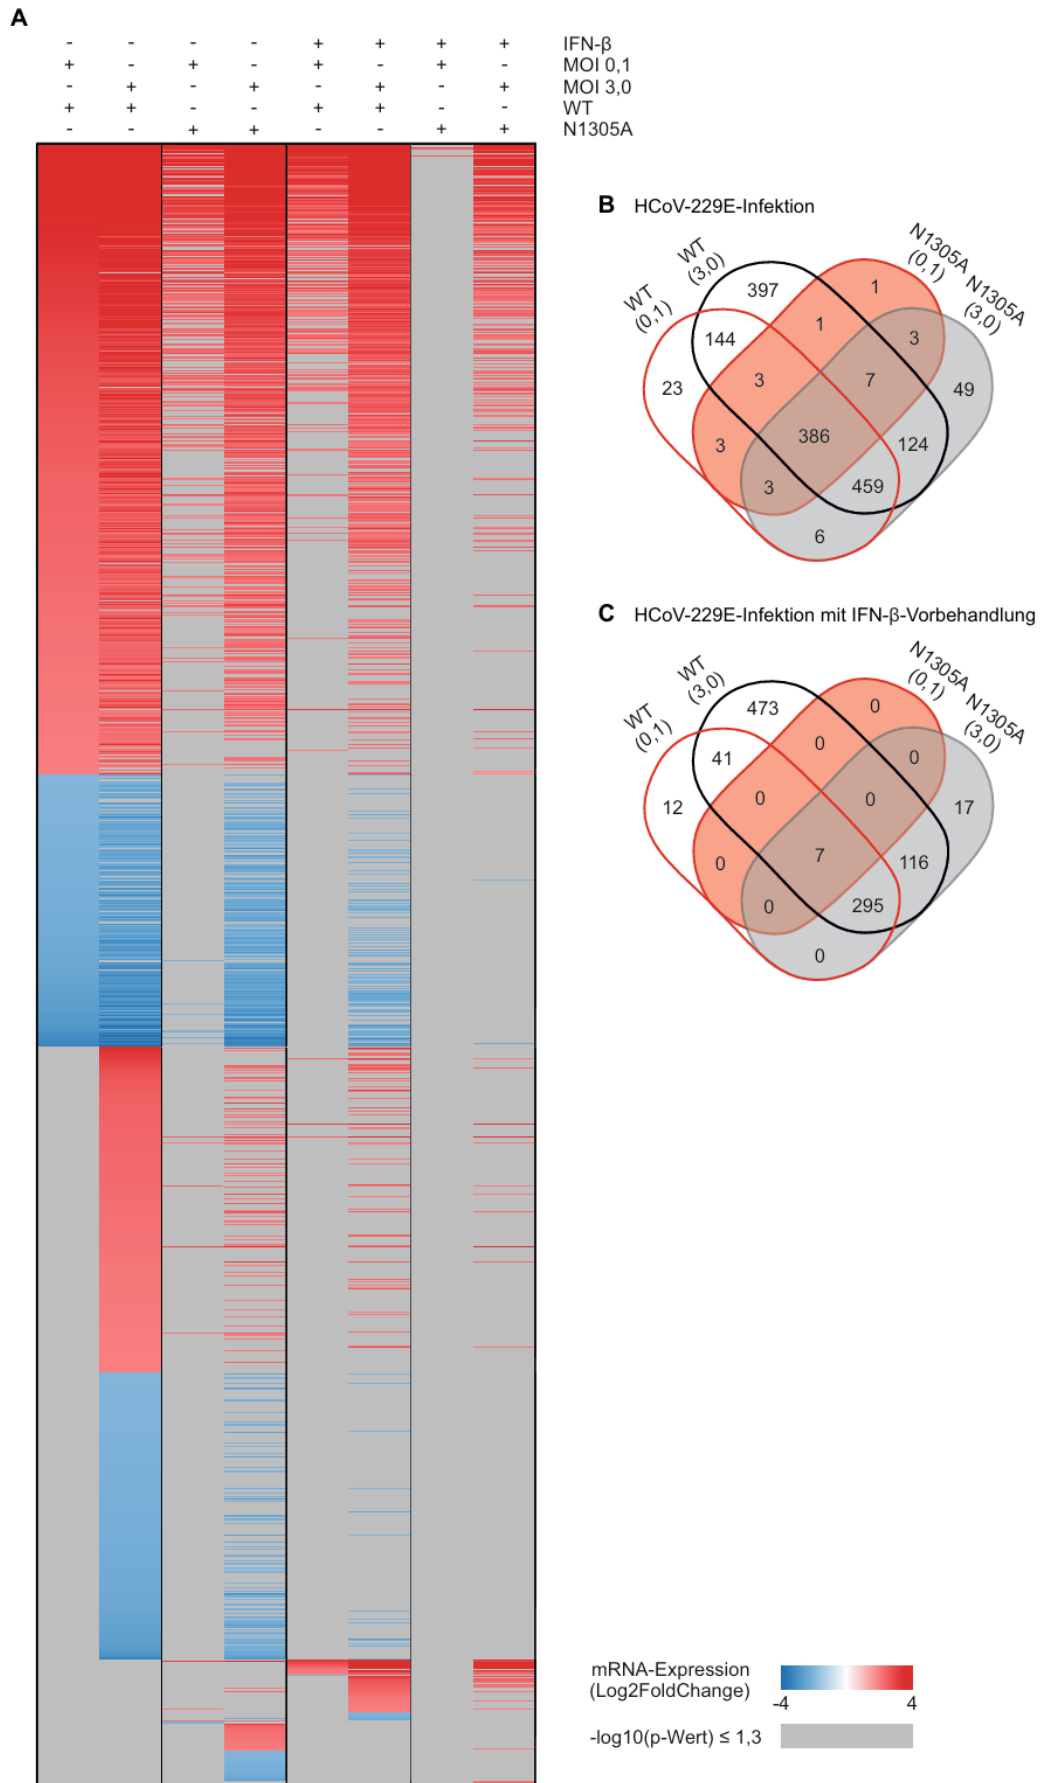 A
- - - - + + + + IFN-β
+ - + - + - + - MOI 0,1
- + - + - + - + MOI 3,0
+ + - - + + - - WT
- - + + - - + + N1305A
B HCoV-229E-Infektion
WT
(0,1)
WT
(3,0)
N1305A
(0,1)
N1305A
(3,0)
397
1
144
1
3
23
3
7
49
3
386
124
3
459
6
C HCoV-229E-Infektion mit IFN-β-Vorbehandlung
WT
(0,1)
WT
(3,0)
N1305A
(0,1)
N1305A
(3,0)
473
0
41
0
0
12
0
0
17
0
7
116
0
295
0
mRNA-Expression
(Log2FoldChange)
-4 4
-log10(p-Wert) ≤ 1,3